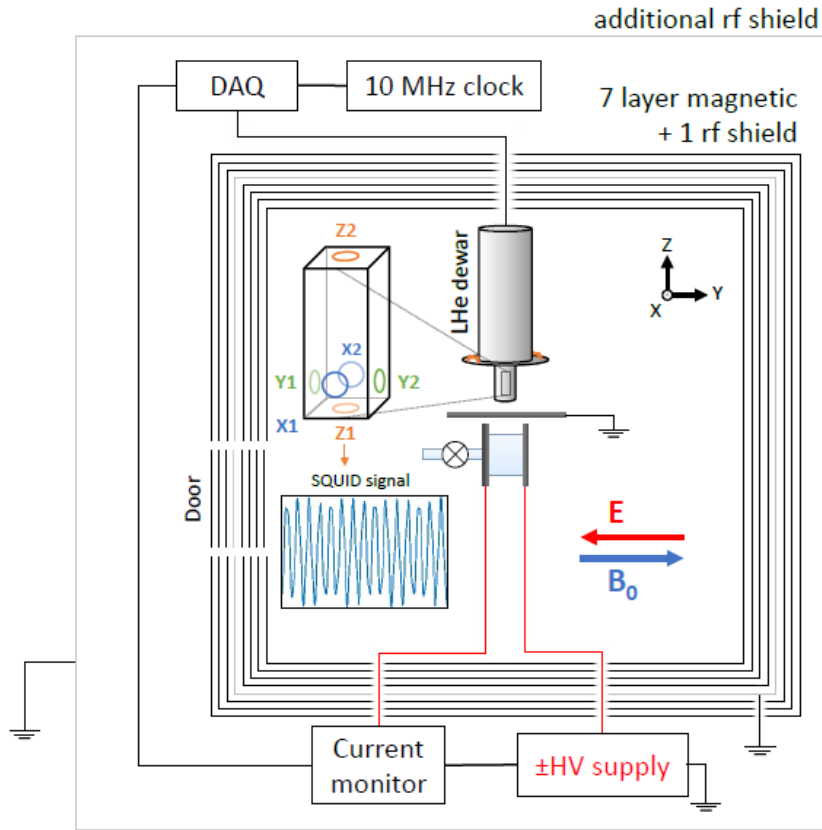 additional rf shield
DAQ
10 MHz clock
7 layer magnetic
+ 1 rf shield
Z2
LHe dewar
Z
X
Y
X2
Y1
Y2
X1
Z1
SQUID signal
Door
E
B0
Current
monitor
±HV supply